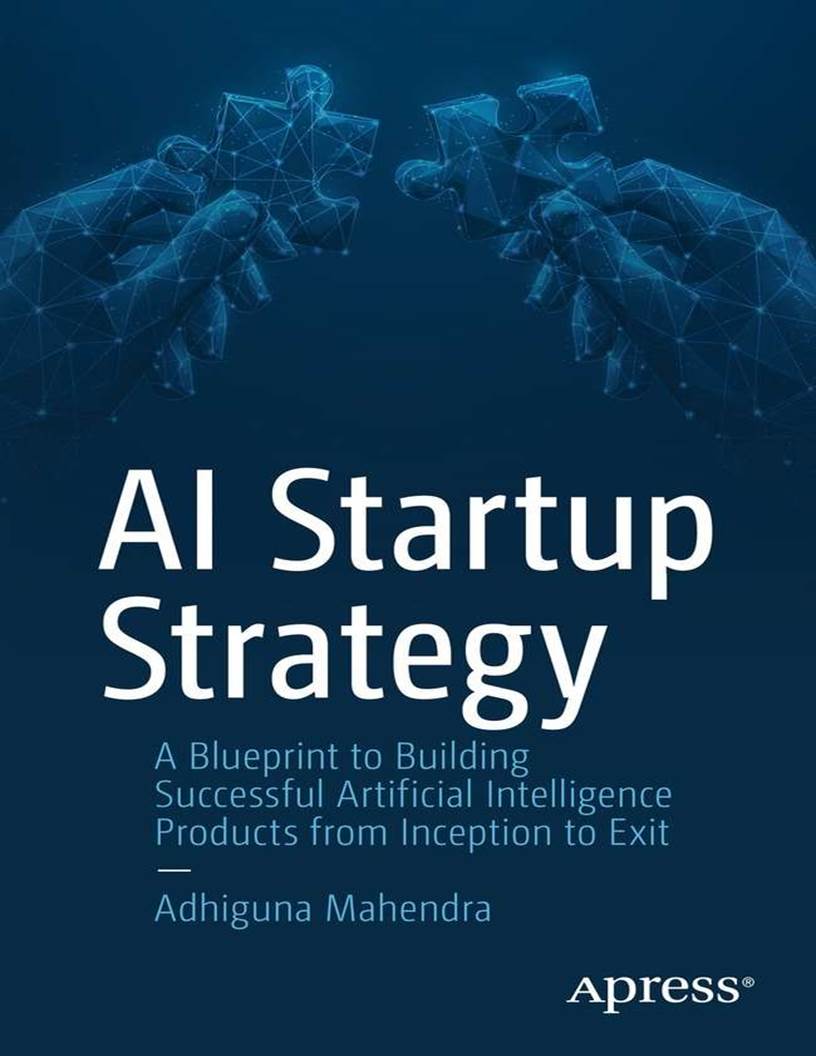 AI Startup
Strategy
A Blueprint to Building
Successful Artificial Intelligence
Products from Inception to Exit
—
Adhiguna Mahendra
Apress®